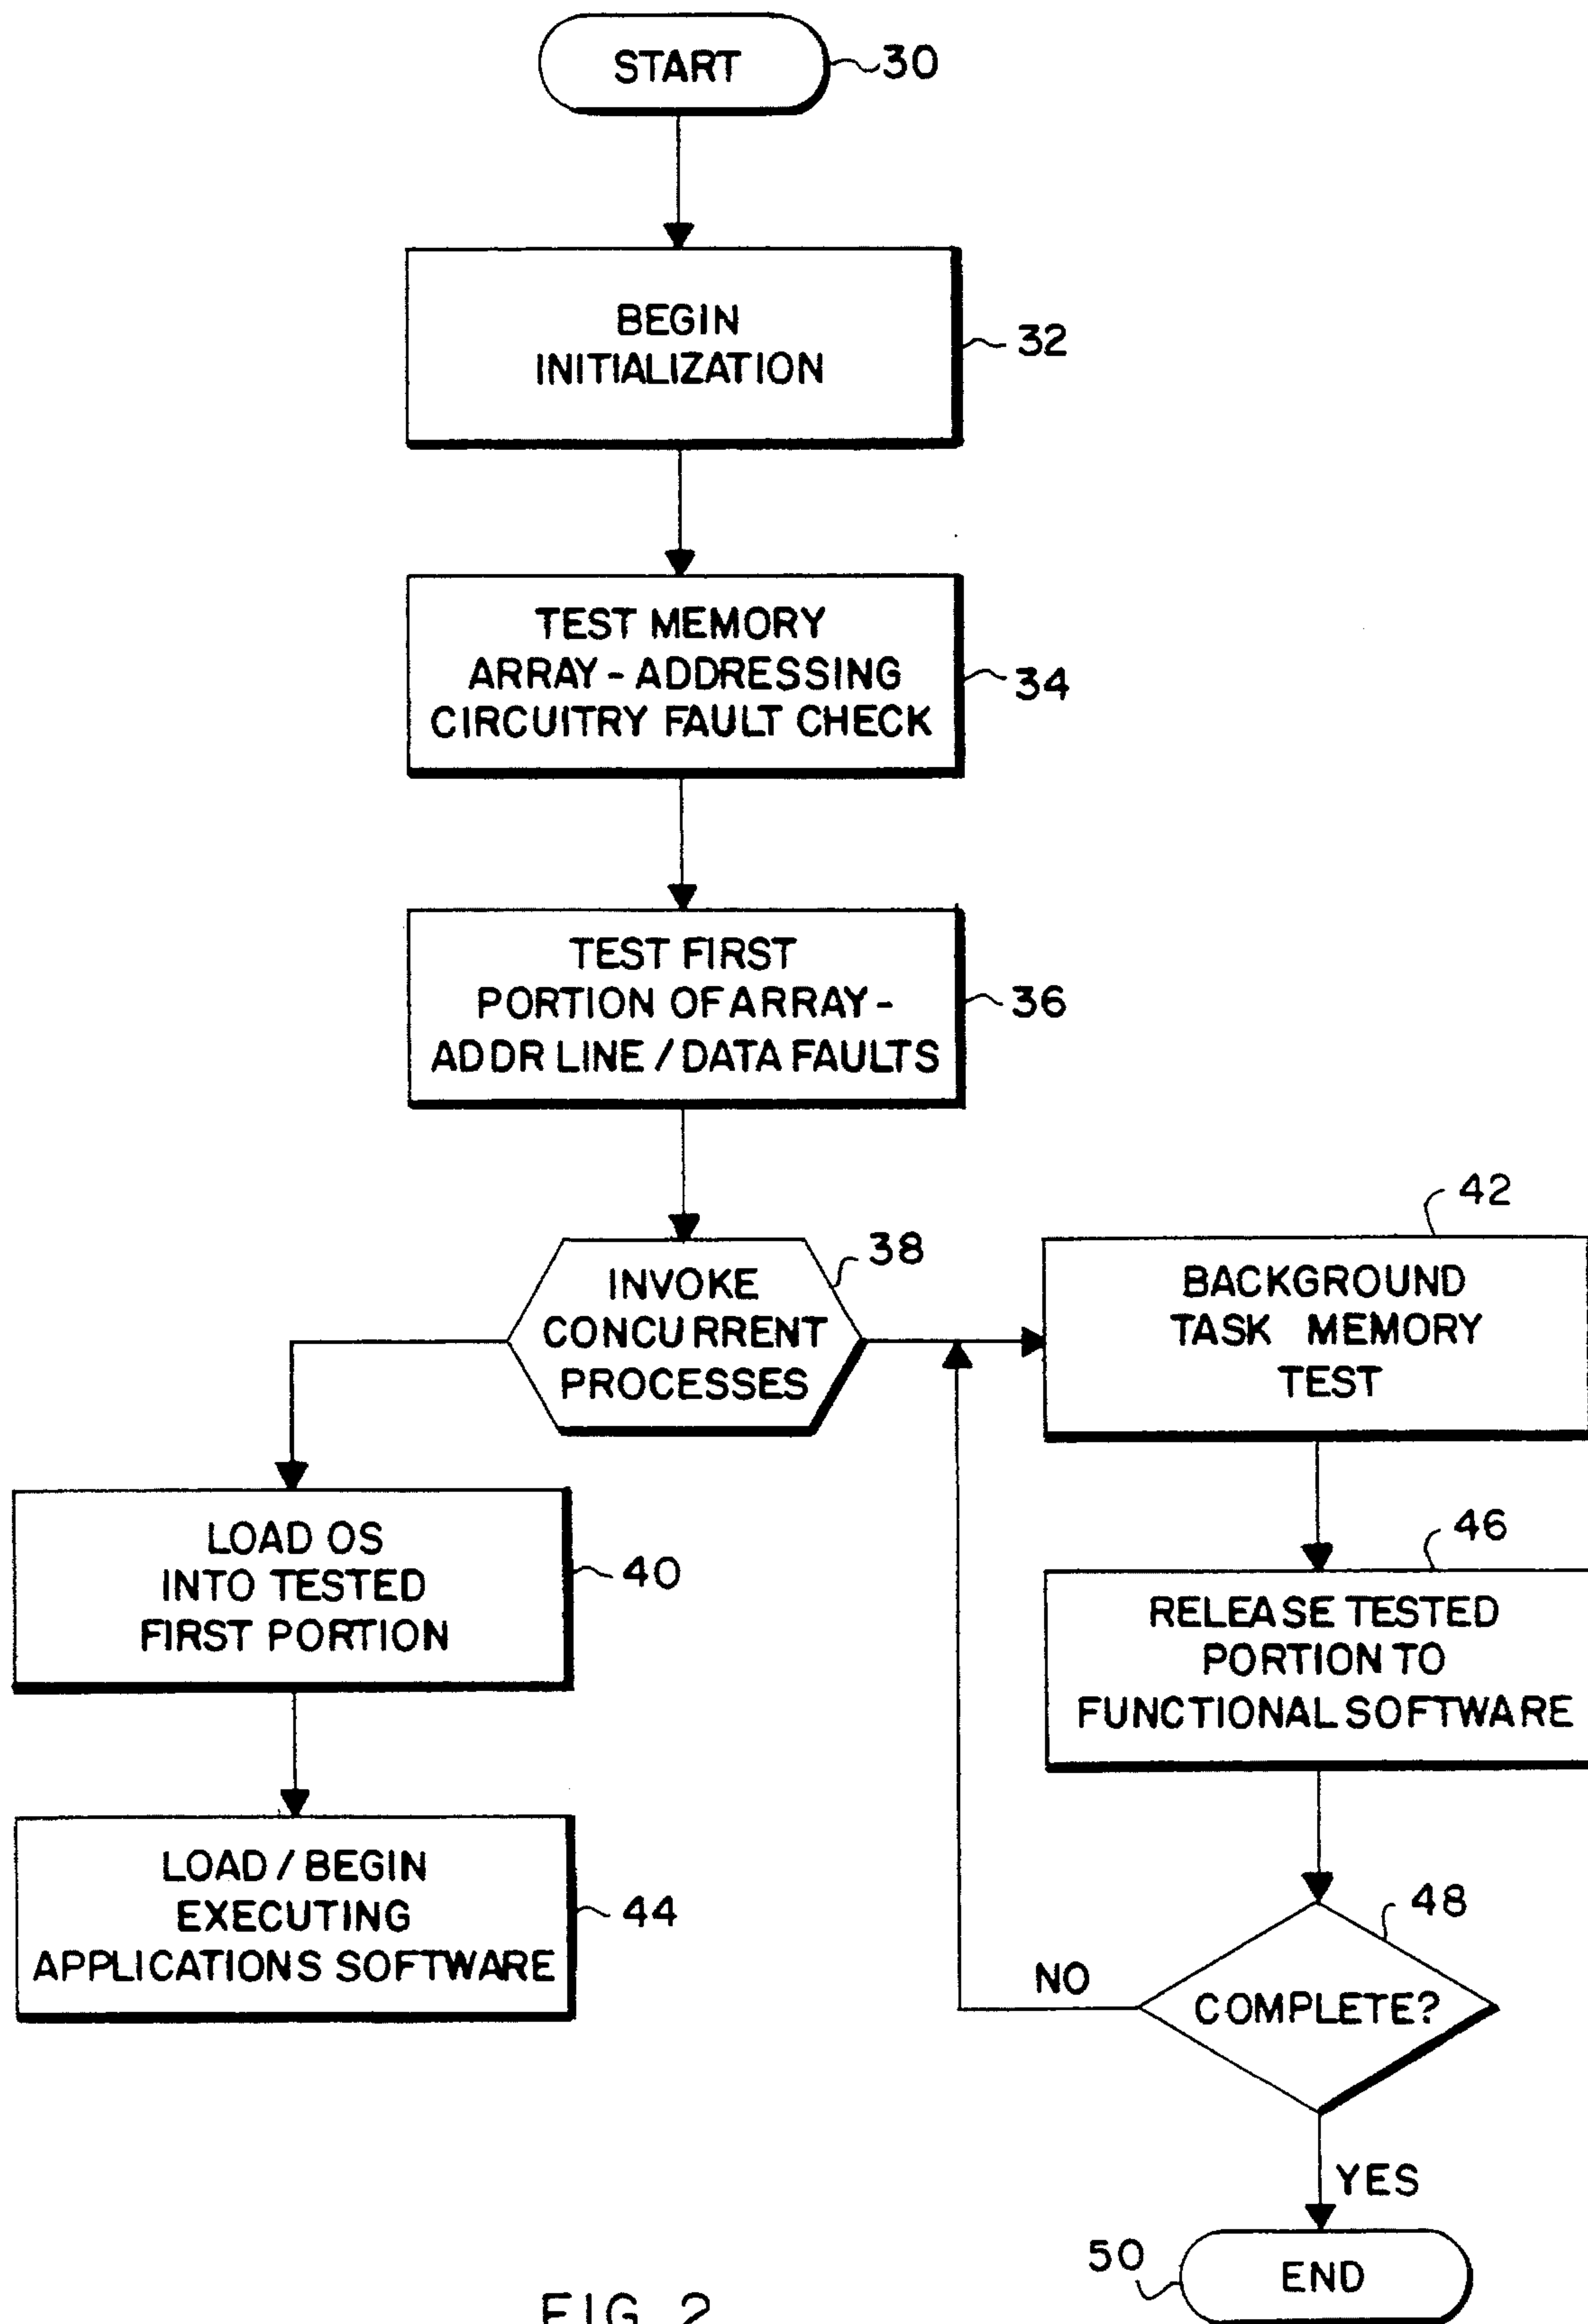 START
30
BEGIN
INITIALIZATION
32
TEST MEMORY
ARRAY - ADDRESSING
CIRCUITRY FAULT CHECK
34
TEST FIRST
PORTION OF ARRAY -
ADDR LINE / DATA FAULTS
36
INVOKE
CONCURRENT
PROCESSES
38
BACKGROUND
TASK MEMORY
TEST
42
LOAD OS
INTO TESTED
FIRST PORTION
40
RELEASE TESTED
PORTION TO
FUNCTIONAL SOFTWARE
46
LOAD / BEGIN
EXECUTING
APPLICATIONS SOFTWARE
44
COMPLETE?
48
NO
YES
END
50
FIG. 2